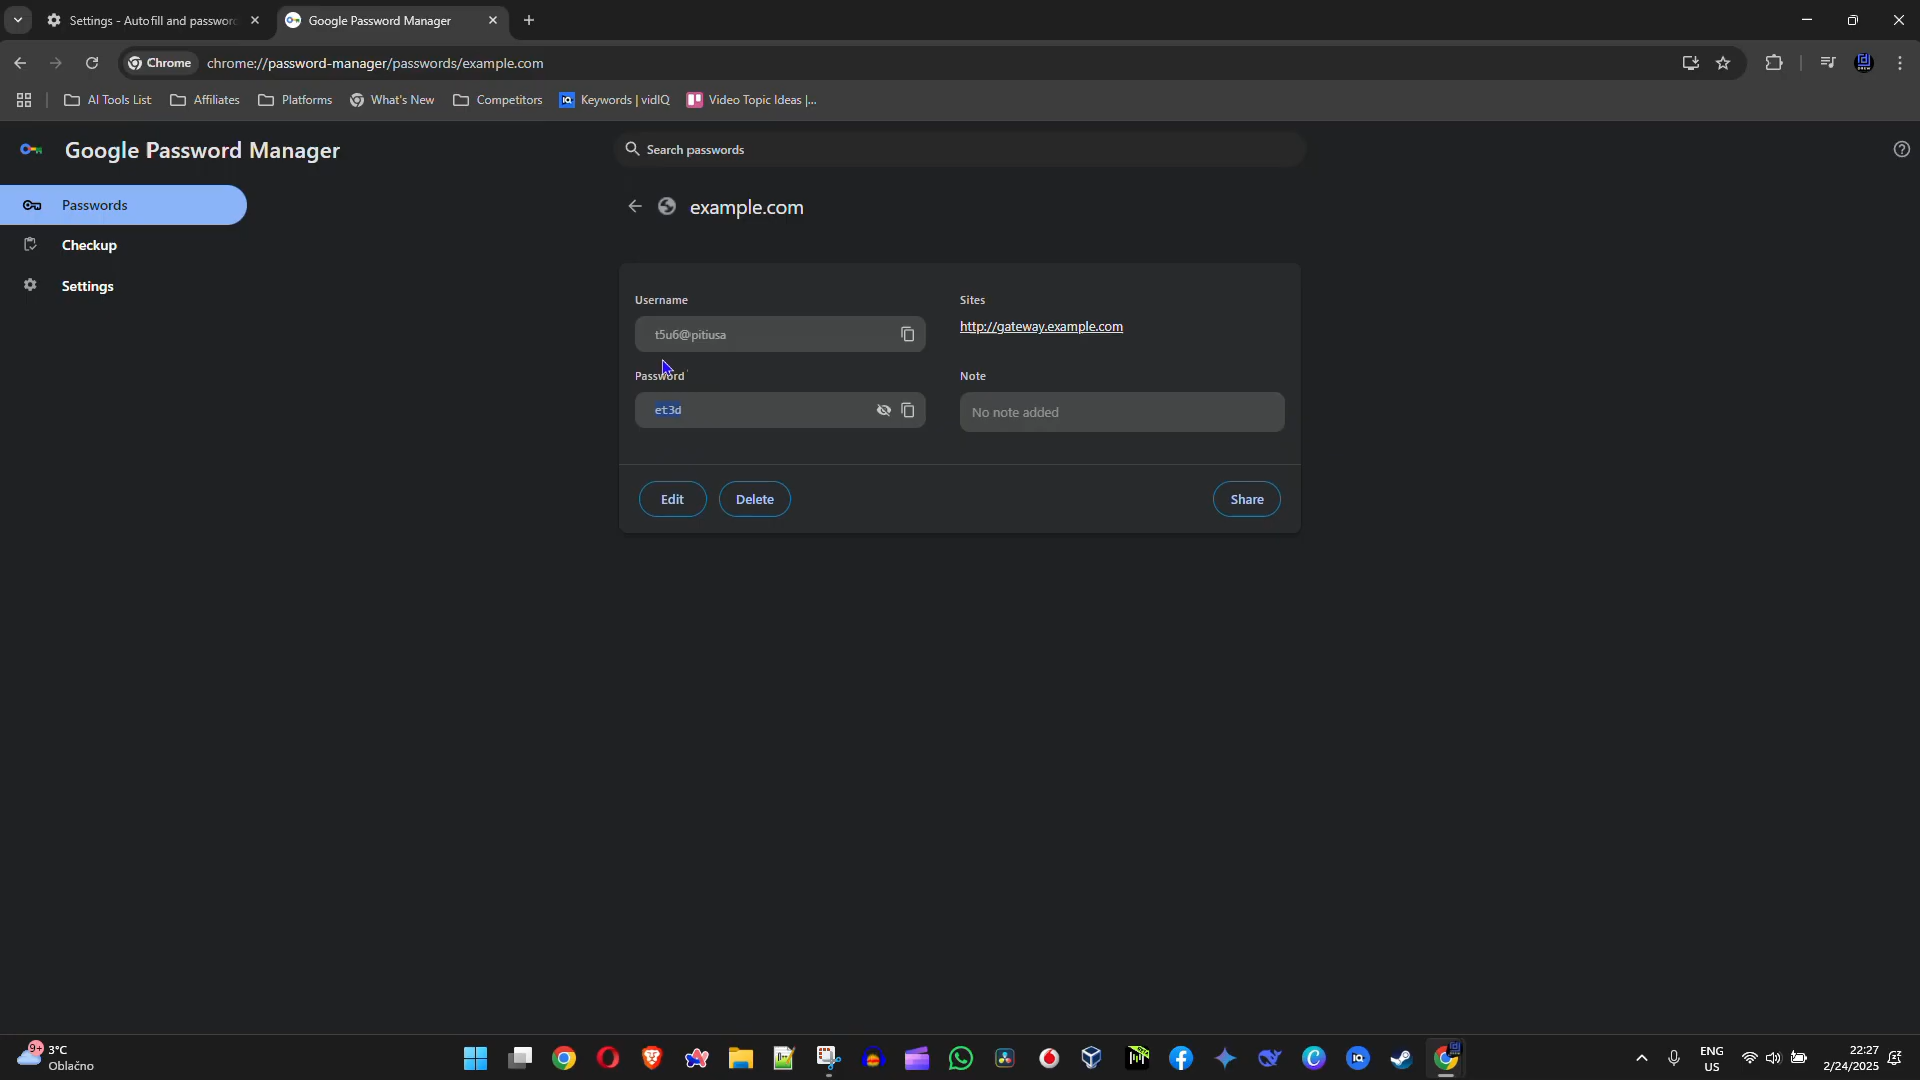 Settings - Autofill and passwor
Google Password Manager
Chrome
chrome://password-manager/passwords/example.com
AI Tools List
Affiliates
Platforms
What's New
Competitors
Keywords | vidIQ
Video Topic Ideas |...
Google Password Manager
Search passwords
Passwords
Checkup
Settings
example.com
Username
Sites
t5u6@pitiusa
http://gateway.example.com
Password
Note
et3d
No note added
Edit
Delete
Share
9+
3°C
Oblačno
ENG
US
22:27
2/24/2025